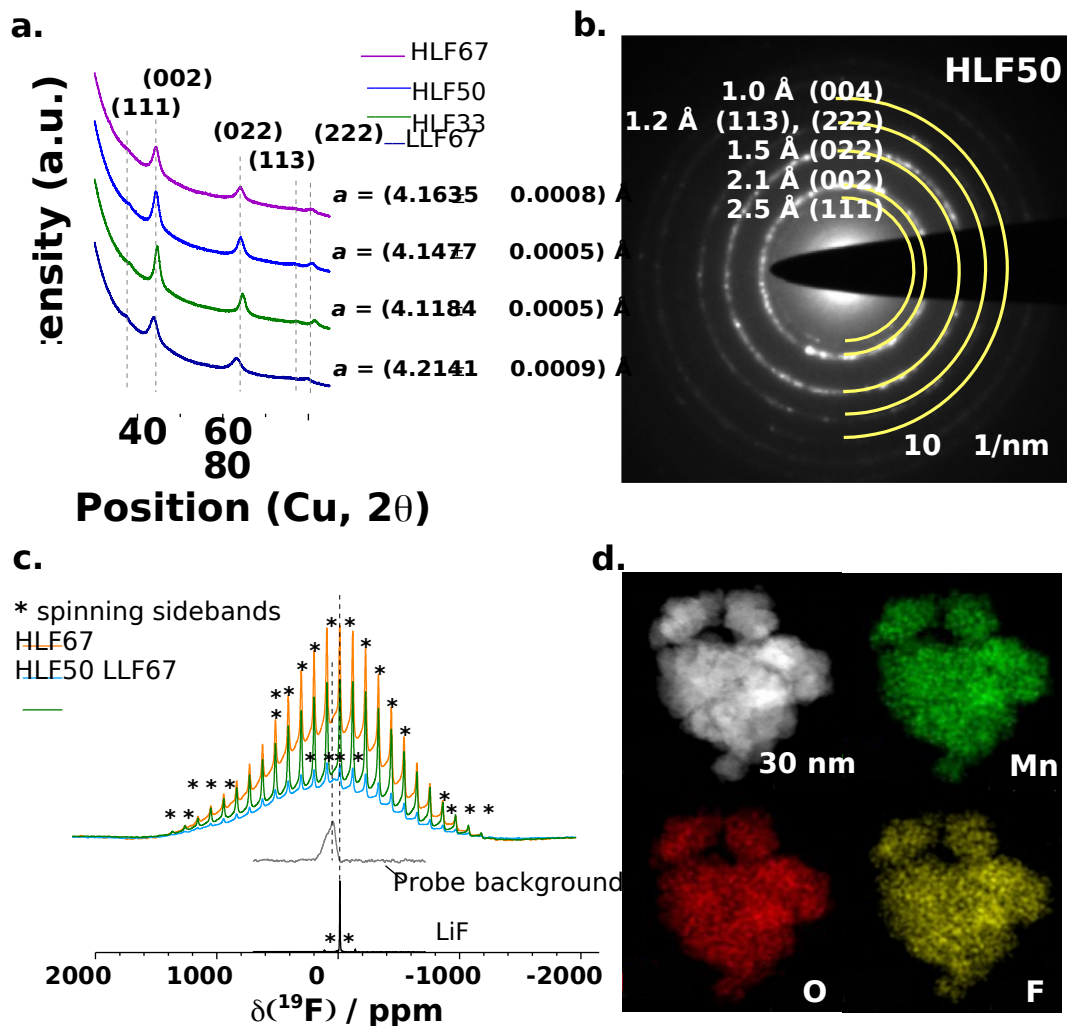 a.
HLF67
HLF50
HLF33
LLF67
(002)
(111)
(022)
(222)
(113)
a = (4.1635 ± 0.0008) Å
a = (4.1477 ± 0.0005) Å
a = (4.1184 ± 0.0005) Å
a = (4.2141 ± 0.0009) Å
ensity (a.u.)
40 60
80
Position (Cu, 2θ)
b.
HLF50
1.0 Å (004)
1.2 Å (113), (222)
1.5 Å (022)
2.1 Å (002)
2.5 Å (111)
10 1/nm
c.
* spinning sidebands
HLF67
HLF50 LLF67
* * * * * * * * * * * *
* * * *
* * * * *
* * * *
Probe background
LiF
* *
2000 1000 0 -1000 -2000
δ(¹⁹F) / ppm
d.
30 nm
Mn
O
F